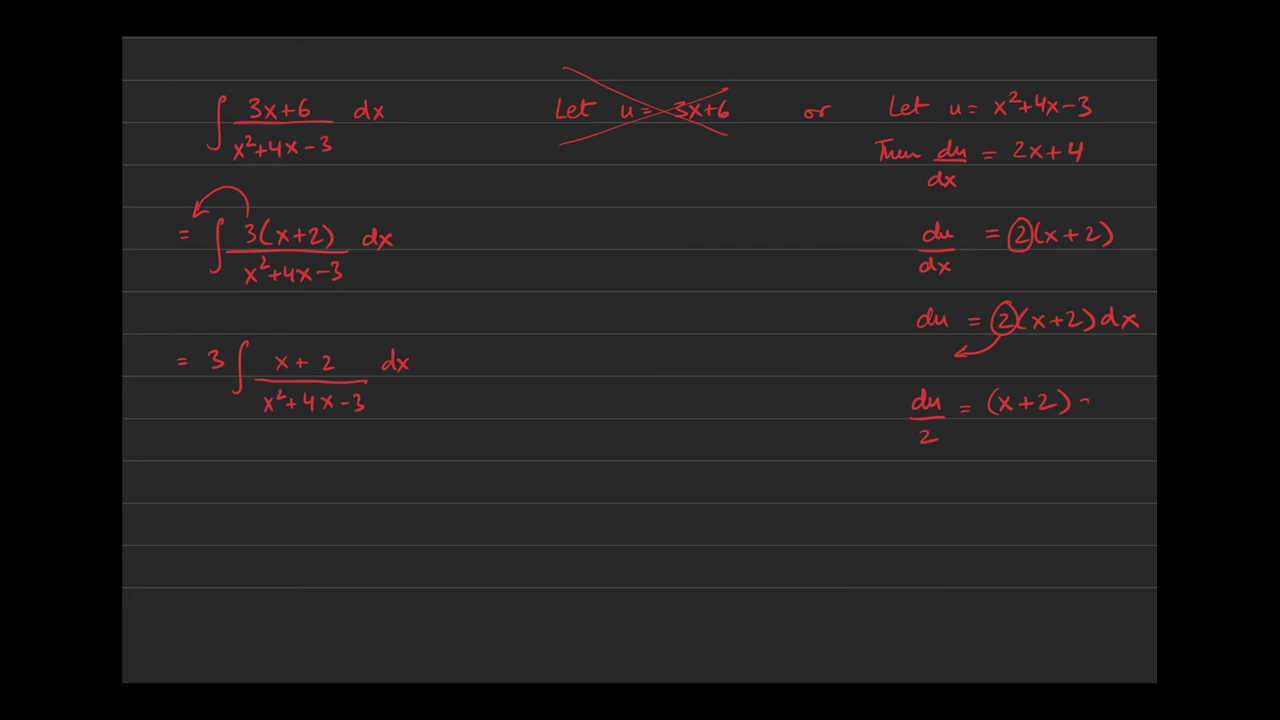 ∫ 3x+6 / x²+4x-3 dx
Let u = 3x+6
or
Let u = x²+4x-3
Then du/dx = 2x+4
= ∫ 3(x+2) / x²+4x-3 dx
du/dx = 2(x+2)
du = 2(x+2)dx
= 3 ∫ x+2 / x²+4x-3 dx
du/2 = (x+2)